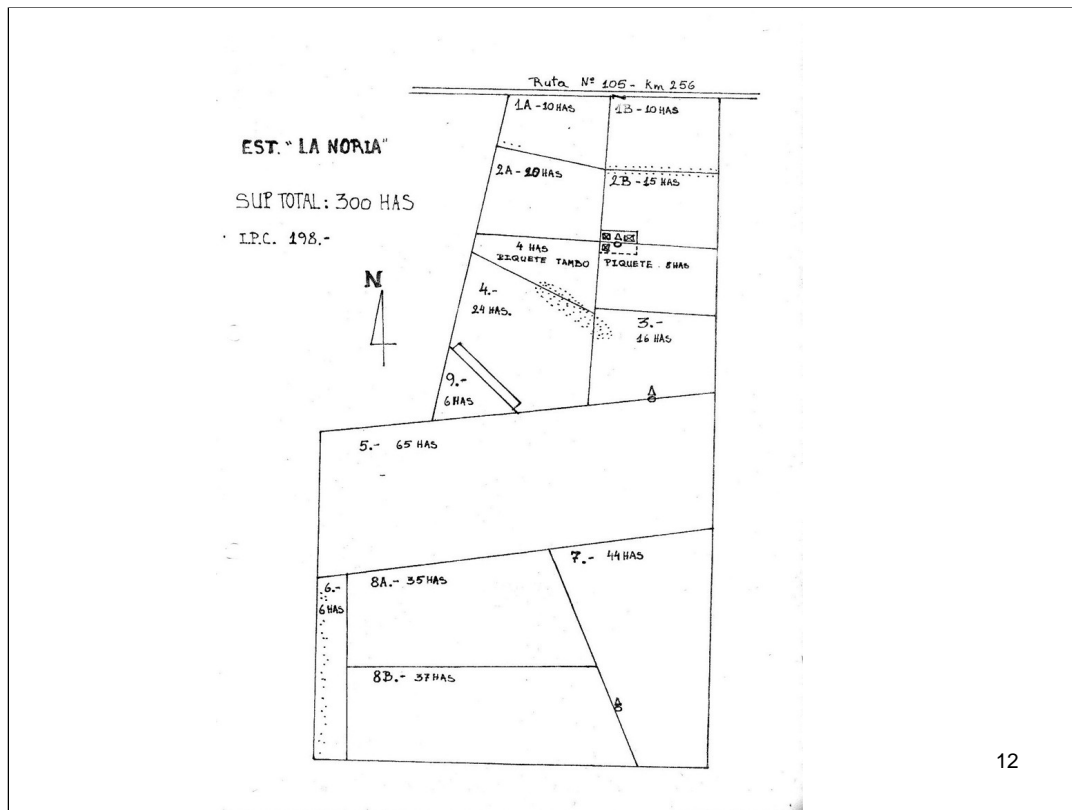 Ruta Nº 105 - Km 256
1A - 10 HAS
1B - 10 HAS
EST. "LA NORIA"
2A - 10 HAS
2B - 15 HAS
SUP TOTAL: 300 HAS
I.P.C. 198.-
4 HAS
PIQUETE TAMBO
PIQUETE 8HAS
N
4.-
24 HAS.
3.-
16 HAS
9.-
6 HAS
5.- 65 HAS
7.- 44 HAS
6.-
6 HAS
8A.- 35 HAS
8B.- 37 HAS
12